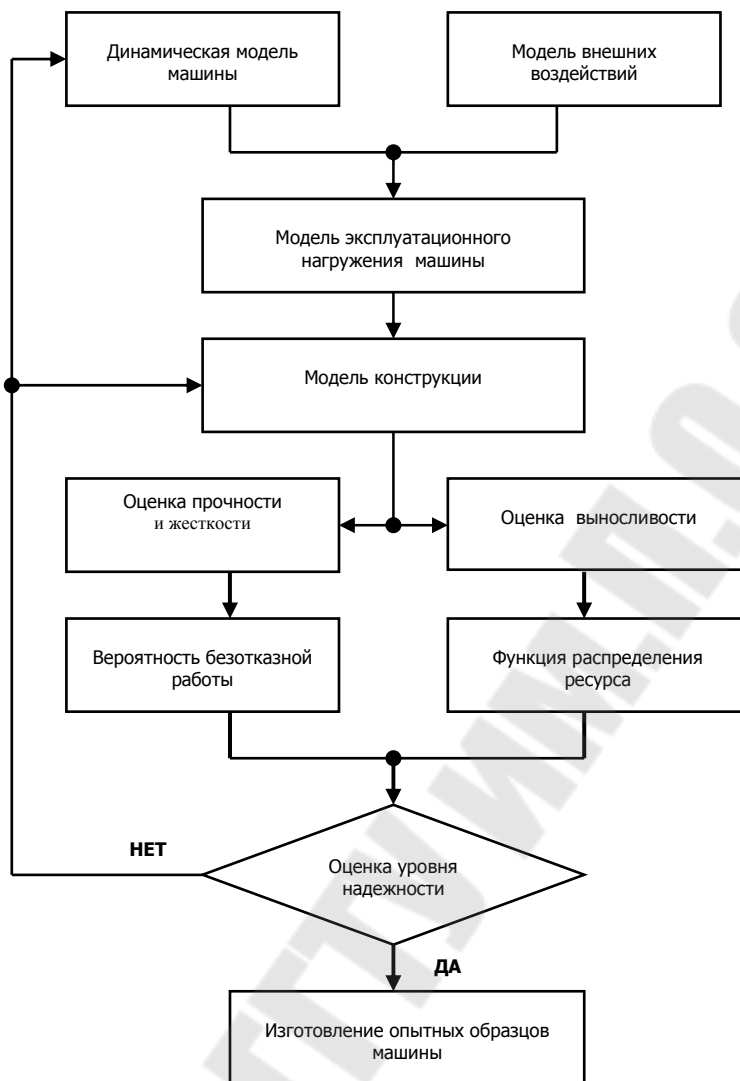 Динамическая модель
машины
Модель внешних
воздействий
Модель эксплуатационного
нагружения машины
Модель конструкции
Оценка прочности
и жесткости
Оценка выносливости
Вероятность безотказной
работы
Функция распределения
ресурса
НЕТ
Оценка уровня
надежности
ДА
Изготовление опытных образцов
машины